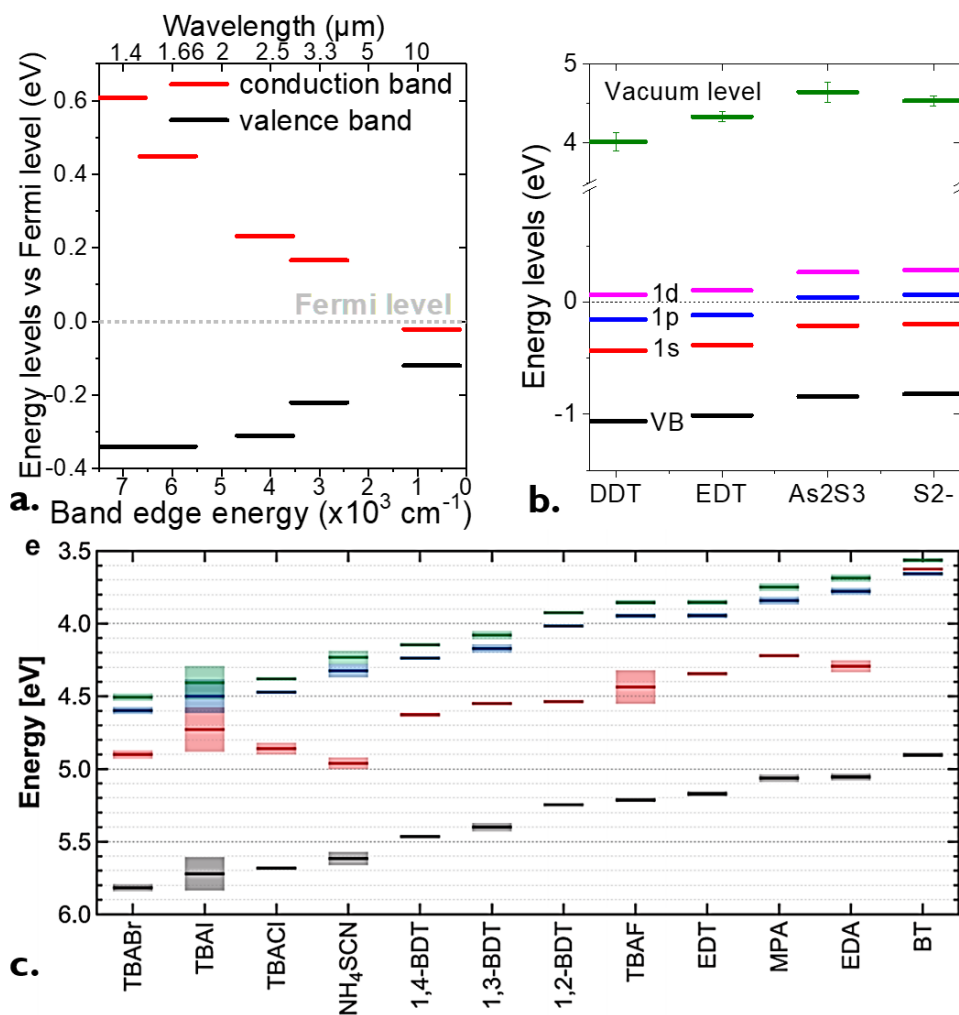 Wavelength (μm)
1.4 1.66 2 2.5 3.3 5 10
Energy levels vs Fermi level (eV)
0.6
0.4
0.2
0.0
-0.2
-0.4
conduction band
valence band
Fermi level
7 6 5 4 3 2 1 0
a.
Band edge energy (x10³ cm⁻¹)
Energy levels (eV)
5
4
0
-1
Vacuum level
1d
1p
1s
VB
DDT EDT As2S3 S2-
b.
e
Energy [eV]
3.5
4.0
4.5
5.0
5.5
6.0
TBABr
TBAI
TBACl
NH₄SCN
1,4-BDT
1,3-BDT
1,2-BDT
TBAF
EDT
MPA
EDA
BT
c.